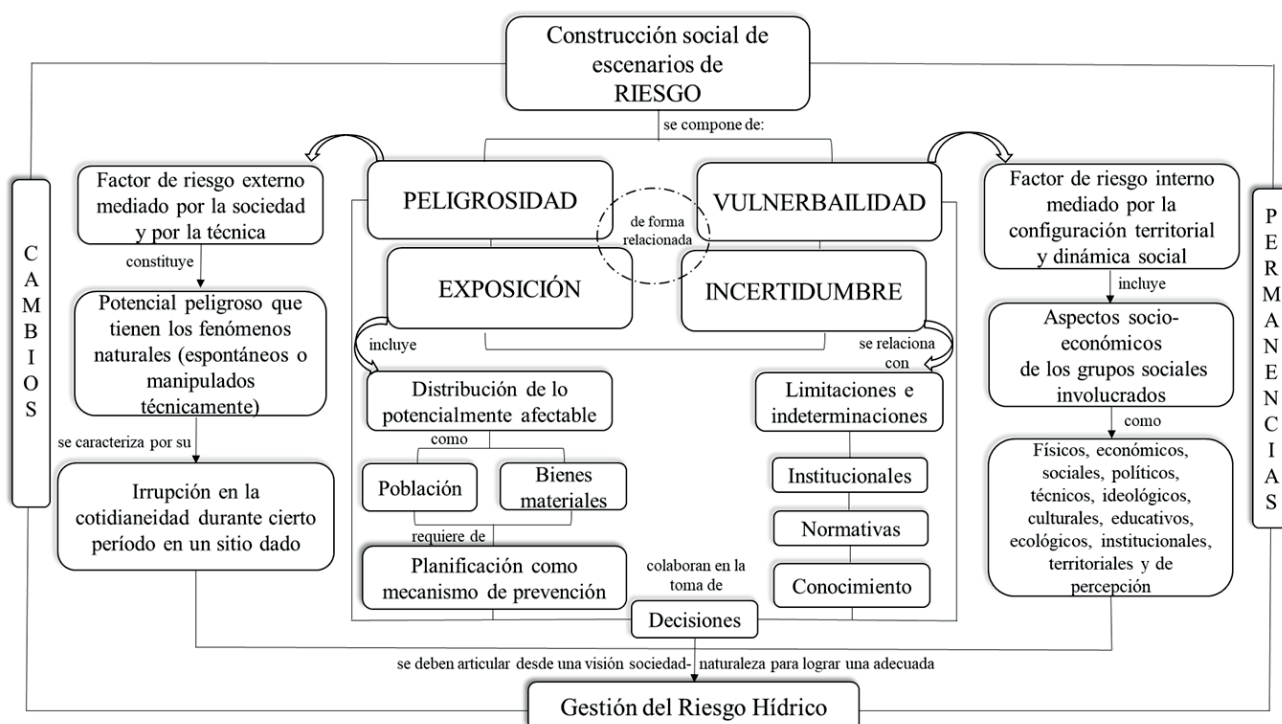 Construcción social de
escenarios de
RIESGO
se compone de:
CAMBIOS
PERMANENCIAS
PELIGROSIDAD
VULNERBAILIDAD
de forma
relacionada
EXPOSICIÓN
INCERTIDUMBRE
Factor de riesgo externo
mediado por la sociedad
y por la técnica
constituye
Potencial peligroso que
tienen los fenómenos
naturales (espontáneos o
manipulados
técnicamente)
se caracteriza por su
Irrupción en la
cotidianeidad durante cierto
período en un sitio dado
incluye
Distribución de lo
potencialmente afectable
como
Población
Bienes
materiales
requiere de
Planificación como
mecanismo de prevención
se relaciona
con
Limitaciones e
indeterminaciones
Institucionales
Normativas
Conocimiento
colaboran en la
toma de
Decisiones
Factor de riesgo interno
mediado por la
configuración territorial
y dinámica social
incluye
Aspectos socio-
económicos
de los grupos sociales
involucrados
como
Físicos, económicos,
sociales, políticos,
técnicos, ideológicos,
culturales, educativos,
ecológicos, institucionales,
territoriales y de
percepción
se deben articular desde una visión sociedad- naturaleza para lograr una adecuada
Gestión del Riesgo Hídrico